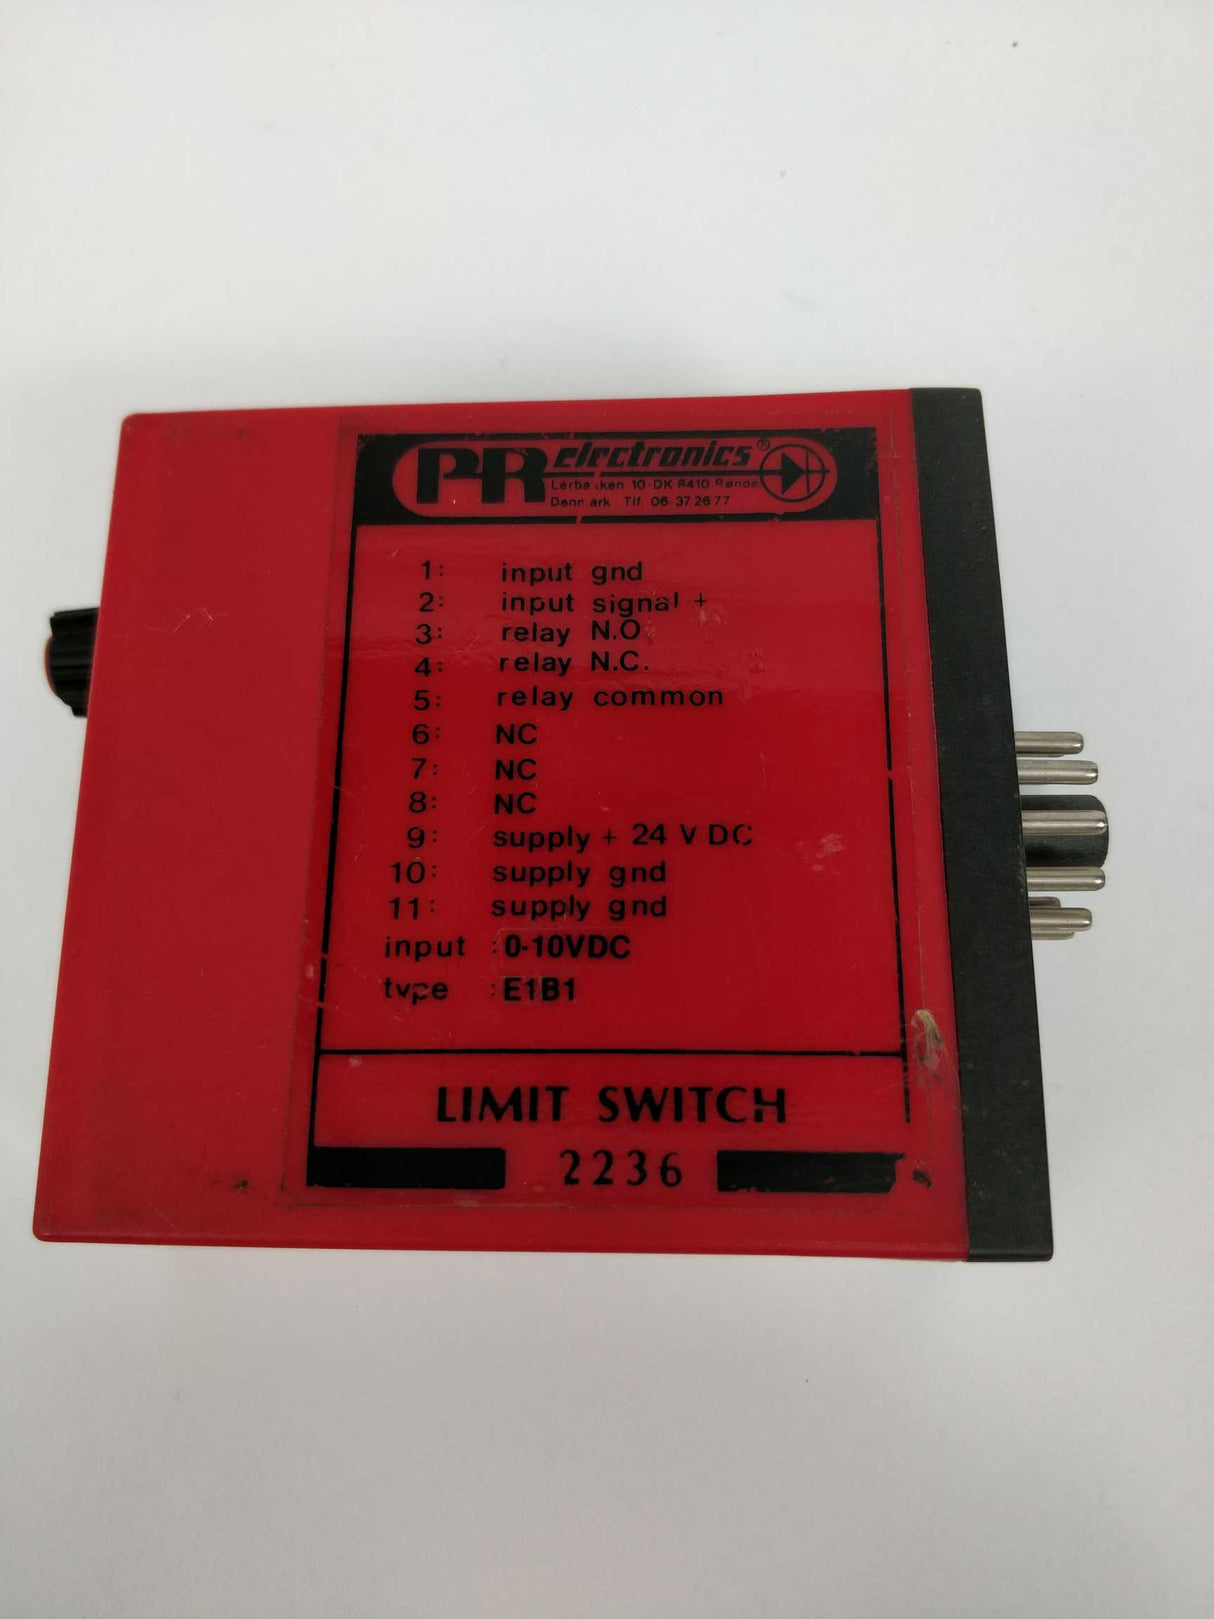 PR electronics®
Lerbakken 10·DK 8410 Rønde
Denmark Tlf. 06 37 26 77
1: input gnd
2: input signal +
3: relay N.O.
4: relay N.C.
5: relay common
6: NC
7: NC
8: NC
9: supply + 24 V DC
10: supply gnd
11: supply gnd
input : 0-10VDC
type : E1B1
LIMIT SWITCH
2236